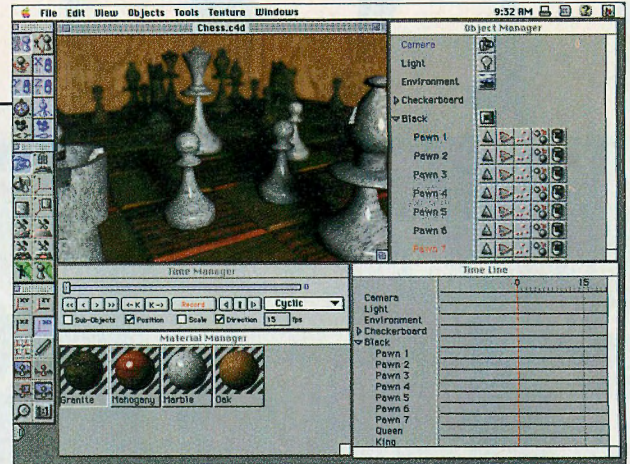 File Edit View Objects Tools Texture Windows 9:32 AM
Chess.c4d
Object Manager
Camera
Light
Environment
Checkerboard
Black
Pawn 1
Pawn 2
Pawn 3
Pawn 4
Pawn 5
Pawn 6
Pawn 7
Time Manager
0
<< < > >> <-K K-> Record Cyclic
Sub-Objects Position Scale Direction 15 fps
Material Manager
Granite Mahogany Marble Oak
Time Line
0 15
Camera
Light
Environment
Checkerboard
Black
Pawn 1
Pawn 2
Pawn 3
Pawn 4
Pawn 5
Pawn 6
Pawn 7
Queen
King